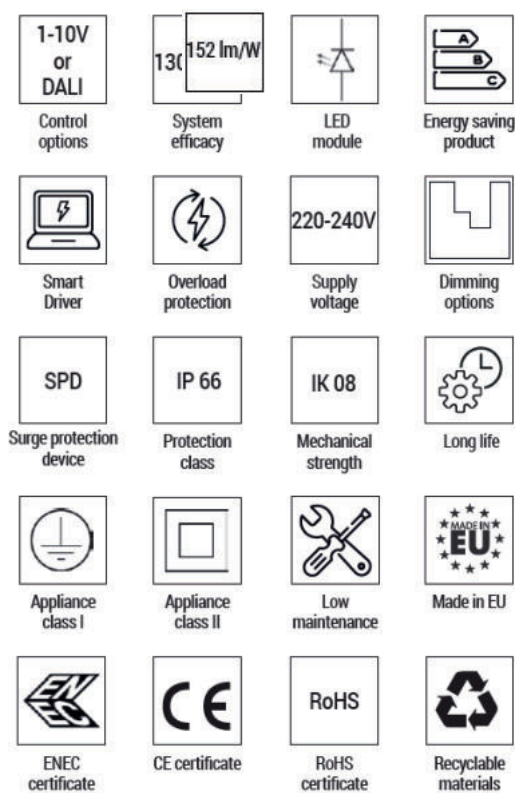 1-10V
or
DALI
Control
options
130
152 lm/W
System
efficacy
LED
module
A
B
C
Energy saving
product
Smart
Driver
Overload
protection
220-240V
Supply
voltage
Dimming
options
SPD
Surge protection
device
IP 66
Protection
class
IK 08
Mechanical
strength
Long life
Appliance
class I
Appliance
class II
Low
maintenance
MADE IN
EU
Made in EU
ENEC
ENEC
certificate
CE
CE certificate
RoHS
RoHS
certificate
Recyclable
materials